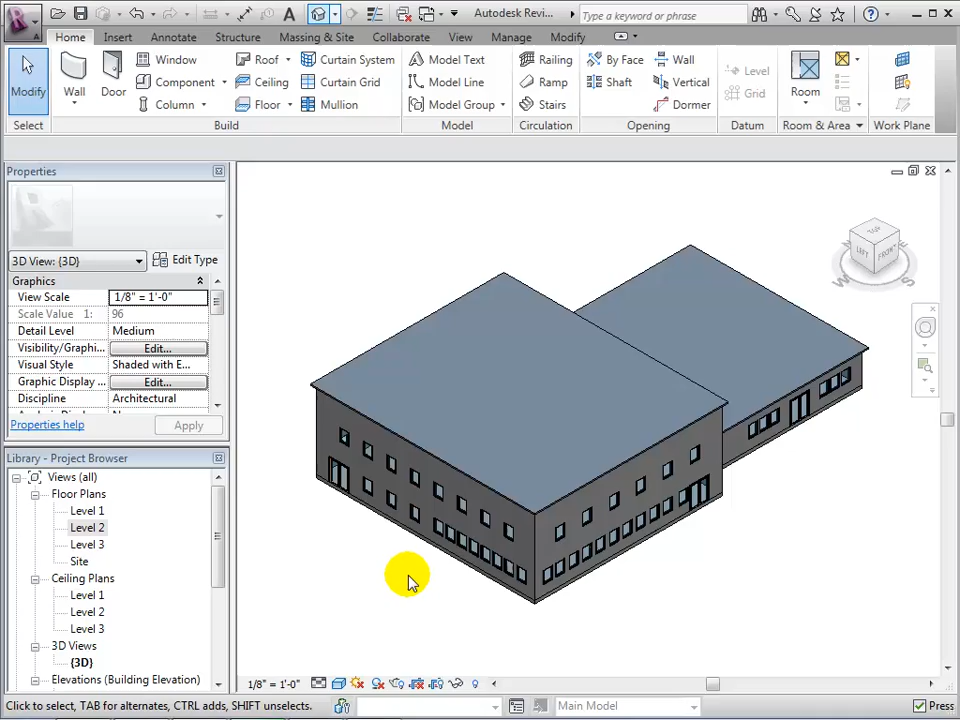 Autodesk Revi...
Type a keyword or phrase
Home Insert Annotate Structure Massing & Site Collaborate View Manage Modify
Modify
Wall
Door
Window
Component
Column
Roof
Ceiling
Floor
Curtain System
Curtain Grid
Mullion
Model Text
Model Line
Model Group
Railing
Ramp
Stairs
By Face
Shaft
Wall
Vertical
Dormer
Level
Grid
Room
Select Build Model Circulation Opening Datum Room & Area Work Plane
Properties
3D View: {3D}
Edit Type
Graphics
View Scale 1/8" = 1'-0"
Scale Value 1: 96
Detail Level Medium
Visibility/Graphi... Edit...
Visual Style Shaded with E...
Graphic Display ... Edit...
Discipline Architectural
Properties help
Apply
Library - Project Browser
Views (all)
Floor Plans
Level 1
Level 2
Level 3
Site
Ceiling Plans
Level 1
Level 2
Level 3
3D Views
{3D}
Elevations (Building Elevation)
TOP
LEFT
FRONT
W
S
E
1/8" = 1'-0"
Click to select, TAB for alternates, CTRL adds, SHIFT unselects.
Main Model
Press